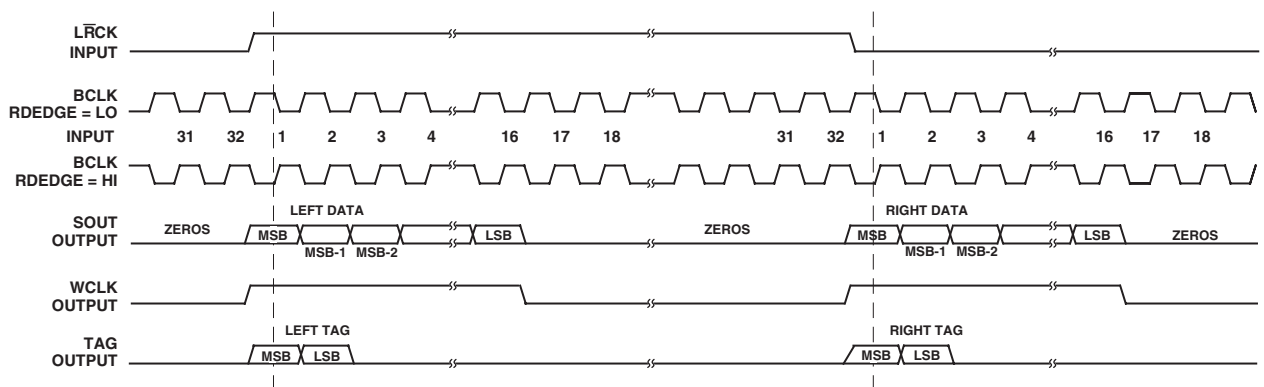 LR̅CK
INPUT
BCLK
RDEDGE = LO
INPUT 31 32 1 2 3 4 16 17 18 31 32 1 2 3 4 16 17 18
BCLK
RDEDGE = HI
LEFT DATA RIGHT DATA
SOUT
OUTPUT
ZEROS MSB LSB ZEROS MSB LSB ZEROS
MSB-1 MSB-2 MSB-1 MSB-2
WCLK
OUTPUT
LEFT TAG RIGHT TAG
TAG
OUTPUT
MSB LSB MSB LSB